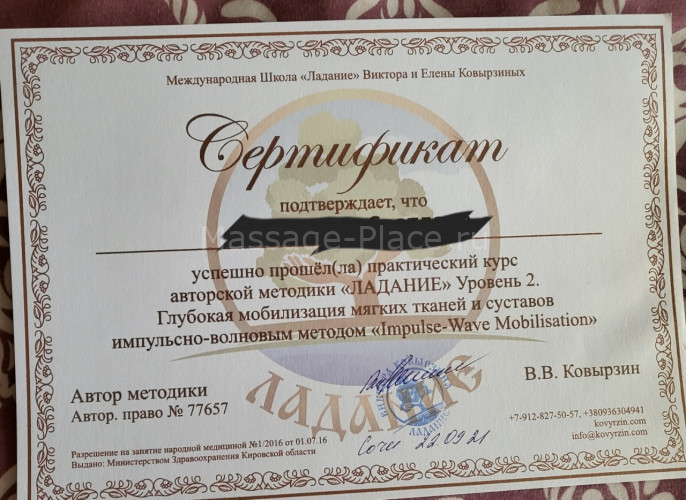 Международная Школа «Ладание» Виктора и Елены Ковырзиных
Сертификат
подтверждает, что
Massage-Place.ru
успешно прошёл(ла) практический курс
авторской методики «ЛАДАНИЕ» Уровень 2.
Глубокая мобилизация мягких тканей и суставов
импульсно-волновым методом «Impulse-Wave Mobilisation»
ЛАДАНИЕ
Автор методики
В.В. Ковырзин
Автор. право № 77657
+7-912-827-50-57, +380936304941
kovyrzin.com
info@kovyrzin.com
ЛАДАНИЕ
Сочи 22.09.21
Разрешение на занятие народной медициной №1/2016 от 01.07.16
Выдано: Министерством Здравоохранения Кировской области